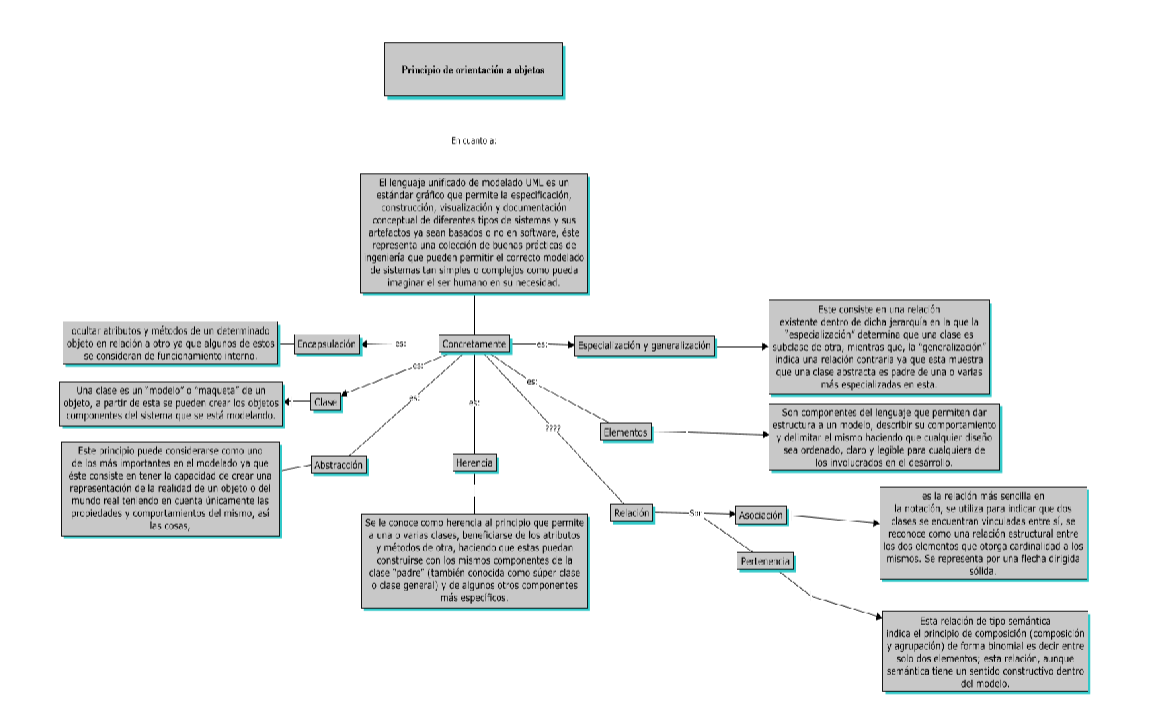 Principio de orientación a objetos
En cuanto a:
El lenguaje unificado de modelado UML es un
estándar gráfico que permite la especificación,
construcción, visualización y documentación
conceptual de diferentes tipos de sistemas y sus
artefactos ya sean basados o no en software, éste
representa una colección de buenas prácticas de
ngeniería que pueden permitir el correcto modelado
de sistemas tan simples o complejos como pueda
imaginar el ser humano en su necesidad.
Concretamente
es:
Encapsulación
ocultar atributos y métodos de un determinado
objeto en relación a otro ya que algunos de estos
se consideran de funcionamiento interno.
es:
Clase
Una clase es un "modelo" o "maqueta" de un
objeto, a partir de esta se pueden crear los objetos
componentes del sistema que se está modelando.
es:
Abstracción
Este principio puede considerarse como uno
de los más importantes en el modelado ya que
éste consiste en tener la capacidad de crear una
representación de la realidad de un objeto o del
mundo real teniendo en cuenta únicamente las
propiedades y comportamientos del mismo, así
las cosas,
es:
Herencia
Se le conoce como herencia al principio que permite
a una o varias clases, beneficiarse de los atributos
y métodos de otra, haciendo que estas puedan
construirse con los mismos componentes de la
clase "padre" (también conocida como súper clase
o clase general) y de algunos otros componentes
más específicos.
es:
Especialización y generalización
Este consiste en una relación
existente dentro de dicha jerarquía en la que la
"especialización" determina que una clase es
subclase de otra, mientras que, la "generalización"
indica una relación contraria ya que esta muestra
que una clase abstracta es padre de una o varias
más especializadas en esta.
es:
Elementos
Son componentes del lenguaje que permiten dar
estructura a un modelo, describir su comportamiento
y delimitar el mismo haciendo que cualquier diseño
sea ordenado, claro y legible para cualquiera de
los involucrados en el desarrollo.
????
Relación
Son:
Asociación
es la relación más sencilla en
la notación, se utiliza para indicar que dos
clases se encuentran vinculadas entre sí, se
reconoce como una relación estructural entre
los dos elementos que otorga cardinalidad a los
mismos. Se representa por una flecha dirigida
sólida.
Pertenencia
Esta relación de tipo semántica
indica el principio de composición (composición
y agrupación) de forma binomial es decir entre
solo dos elementos; esta relación, aunque
semántica tiene un sentido constructivo dentro
del modelo.